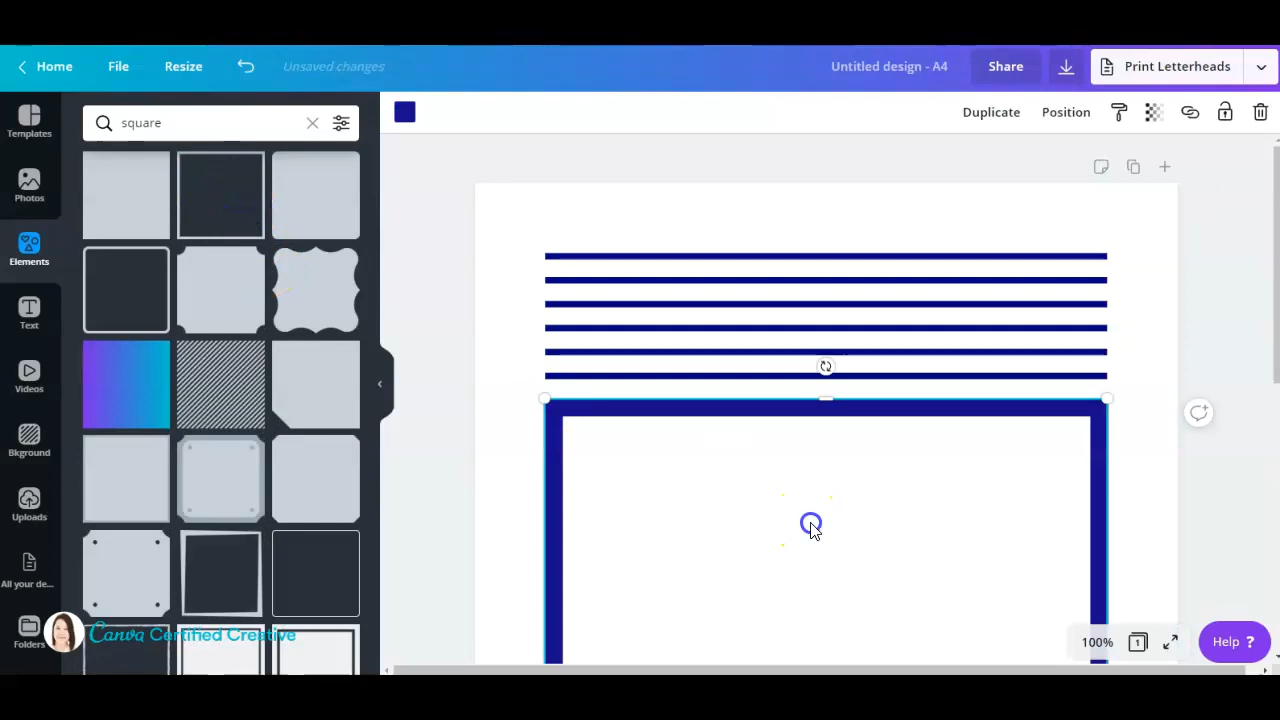 Home
File
Resize
Unsaved changes
Untitled design - A4
Share
Print Letterheads
Templates
Photos
Elements
Text
Videos
Bkground
Uploads
All your de...
Folders
square
Duplicate
Position
Canva Certified Creative
100%
1
Help ?